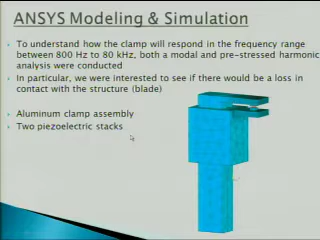 ANSYS Modeling & Simulation
To understand how the clamp will respond in the frequency range
between 800 Hz to 80 kHz, both a modal and pre-stressed harmonic
analysis were conducted
In particular, we were interested to see if there would be a loss in
contact with the structure (blade)
Aluminum clamp assembly
Two piezoelectric stacks